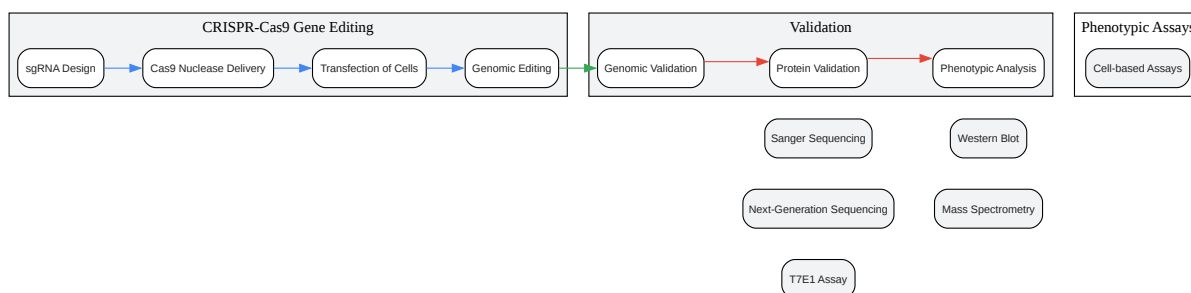 CRISPR-Cas9 Gene Editing
sgRNA Design
Cas9 Nuclease Delivery
Transfection of Cells
Genomic Editing
Validation
Genomic Validation
Protein Validation
Phenotypic Analysis
Phenotypic Assays
Cell-based Assays
Sanger Sequencing
Western Blot
Next-Generation Sequencing
Mass Spectrometry
T7E1 Assay